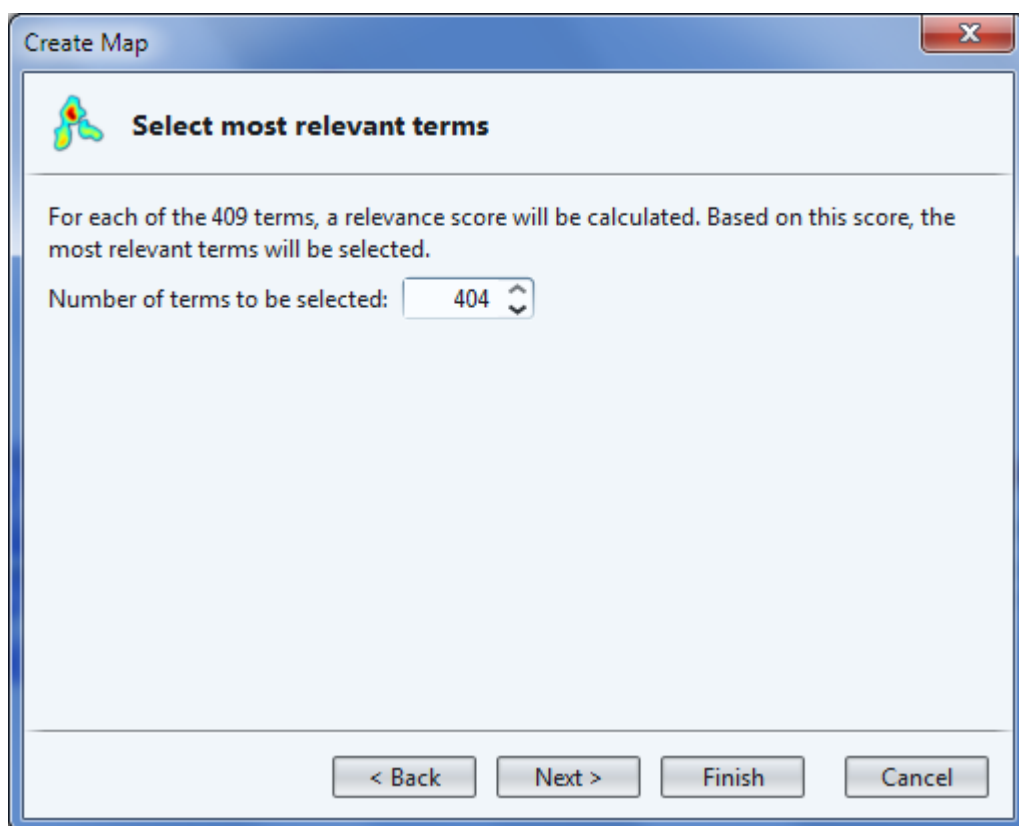 Create Map
Select most relevant terms
For each of the 409 terms, a relevance score will be calculated. Based on this score, the
most relevant terms will be selected.
Number of terms to be selected: 404
< Back Next > Finish Cancel